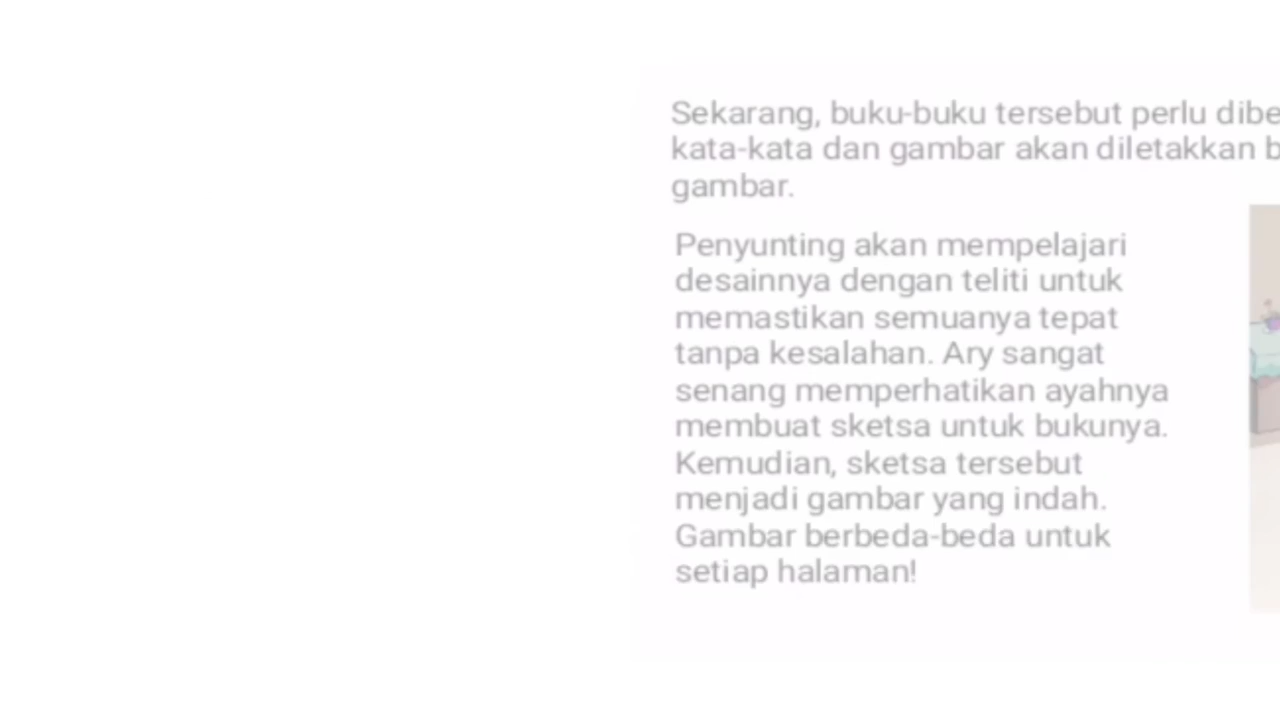 Sekarang, buku-buku tersebut perlu
kata-kata dan gambar akan diletakkan
gambar.
Penyunting akan mempelajari
desainnya dengan teliti untuk
memastikan semuanya tepat
tanpa kesalahan. Ary sangat
senang memperhatikan ayahnya
membuat sketsa untuk bukunya.
Kemudian, sketsa tersebut
menjadi gambar yang indah.
Gambar berbeda-beda untuk
setiap halaman!